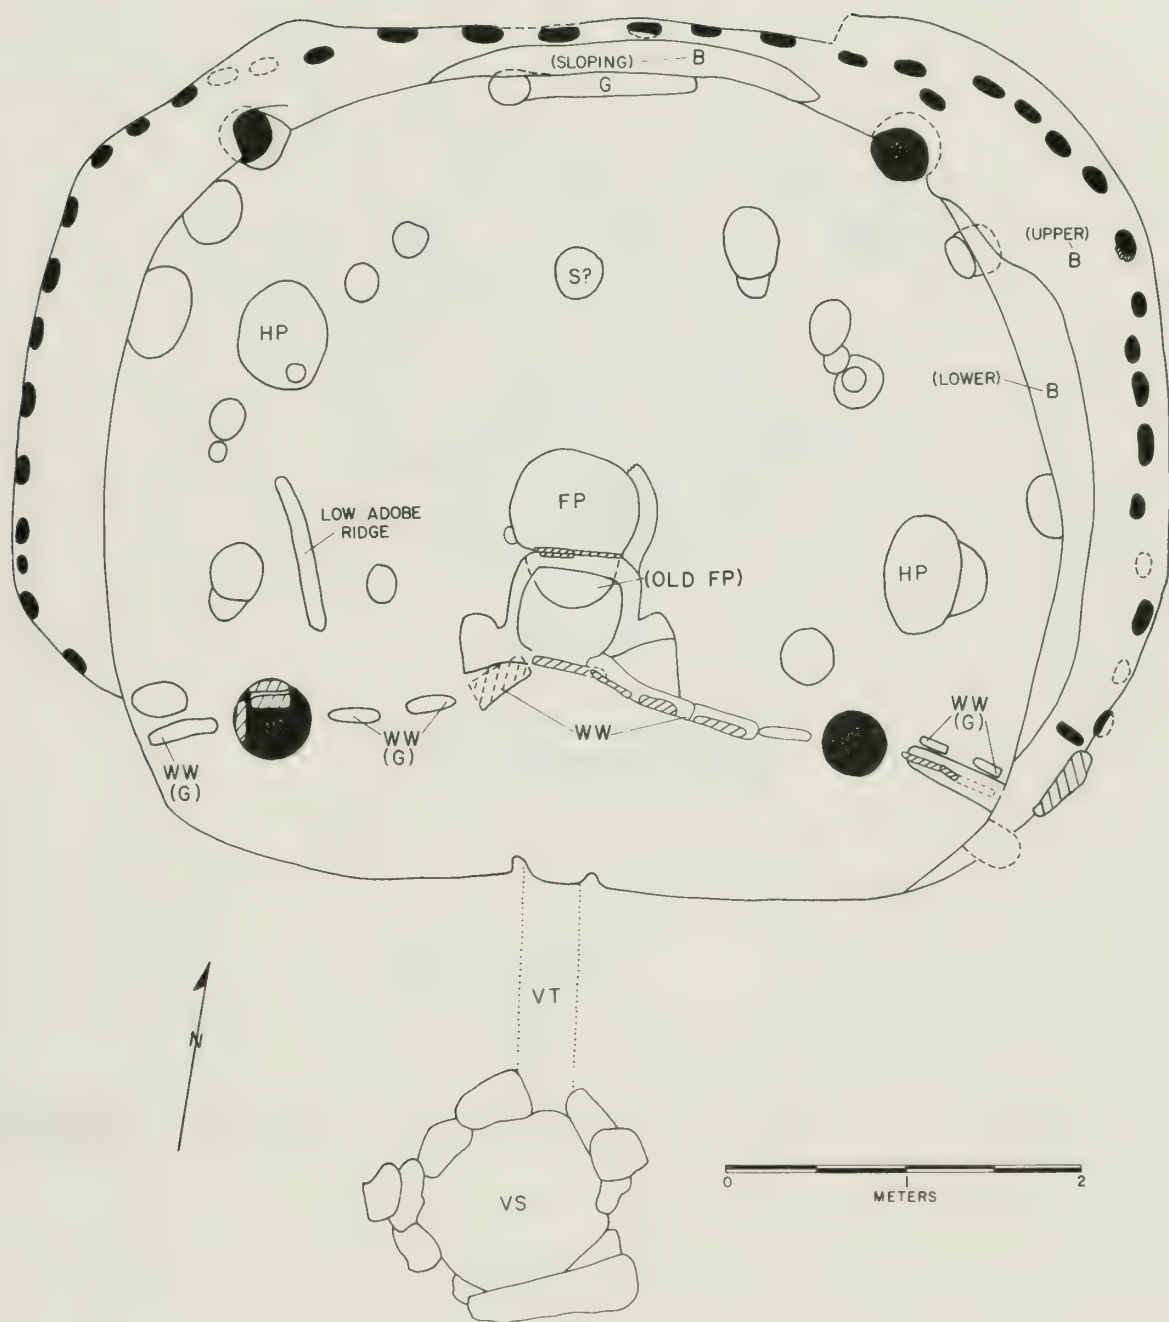 (SLOPING) B
G
(UPPER)
B
S?
HP
(LOWER) B
FP
LOW ADOBE
RIDGE
(OLD FP)
HP
WW
(G)
WW
(G)
WW
WW
(G)
VT
N
VS
0 1 2
METERS